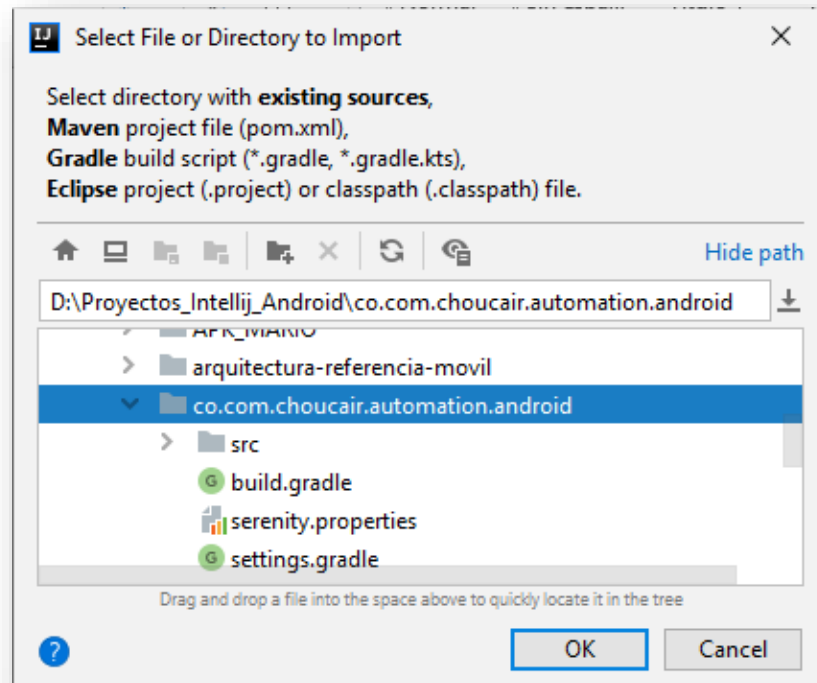 IJ
Select File or Directory to Import
Select directory with existing sources,
Maven project file (pom.xml),
Gradle build script (*.gradle, *.gradle.kts),
Eclipse project (.project) or classpath (.classpath) file.
Hide path
D:\Proyectos_Intellij_Android\co.com.choucair.automation.android
APK_MARIO
arquitectura-referencia-movil
co.com.choucair.automation.android
src
G build.gradle
serenity.properties
G settings.gradle
Drag and drop a file into the space above to quickly locate it in the tree
?
OK
Cancel